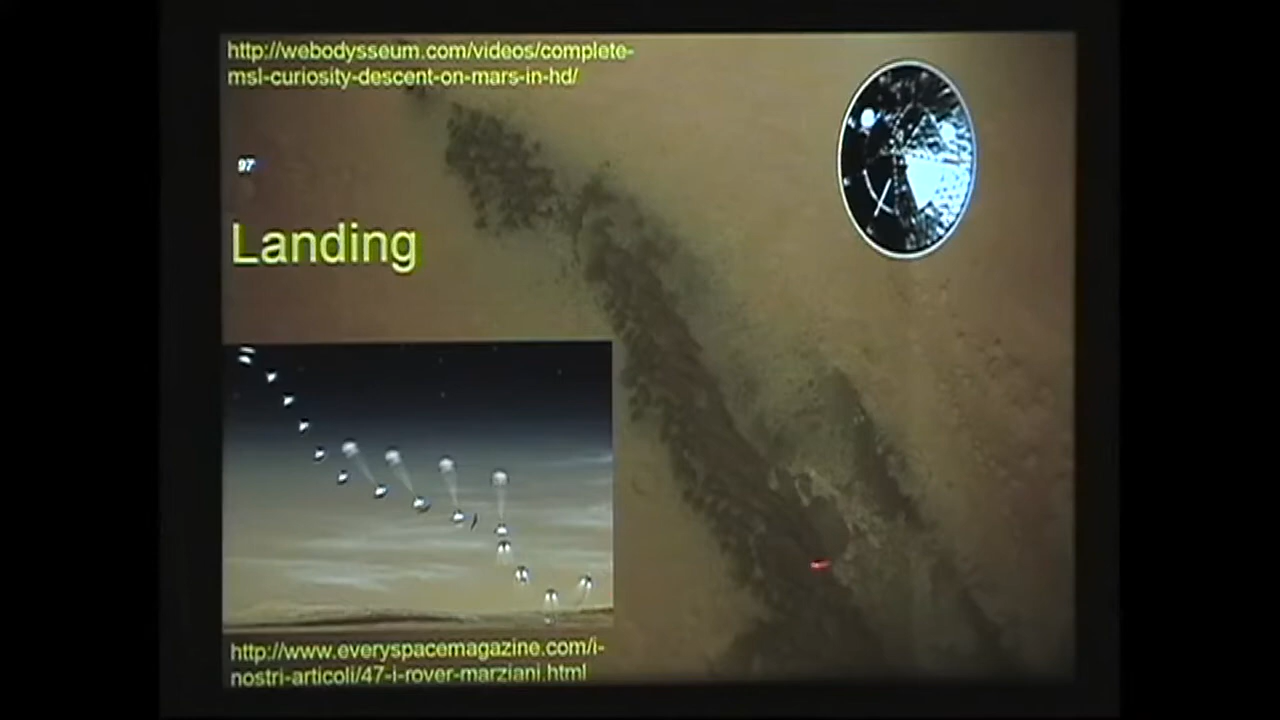 http://webodysseum.com/videos/complete-
msl-curiosity-descent-on-mars-in-hd/
97
Landing
http://www.everyspacemagazine.com/i-
nostri-articoli/47-i-rover-marziani.html